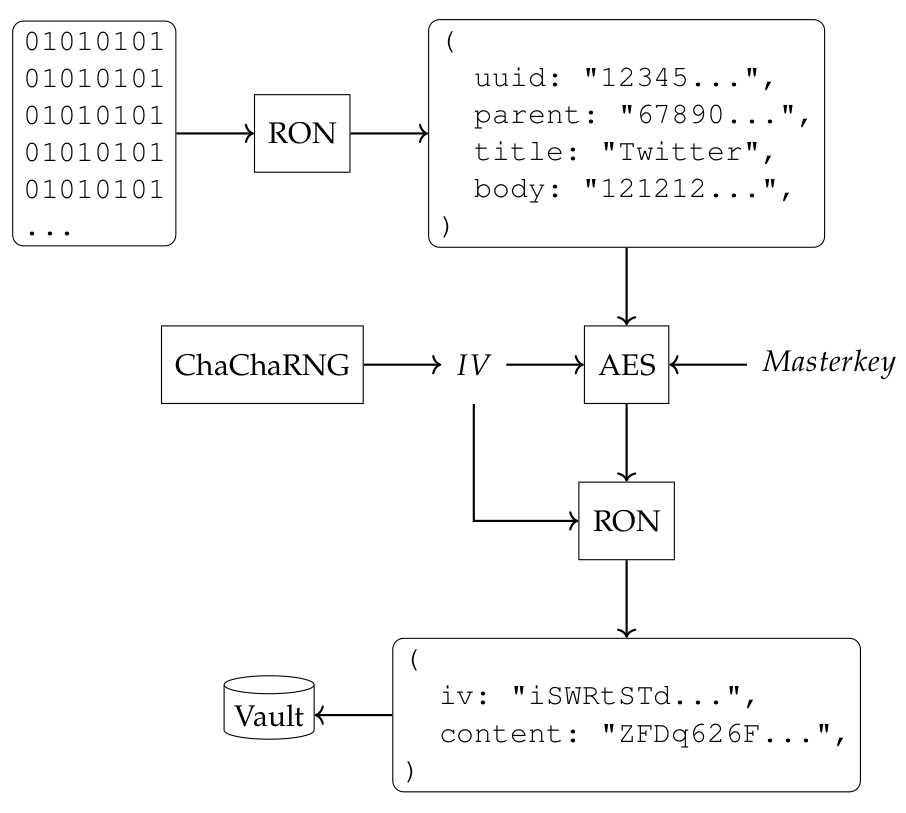 01010101
01010101
01010101
01010101
01010101
...
RON
(
uuid: "12345...",
parent: "67890...",
title: "Twitter",
body: "121212...",
)
ChaChaRNG
IV
AES
Masterkey
RON
(
iv: "iSWRtSTd...",
content: "ZFDq626F...",
)
Vault